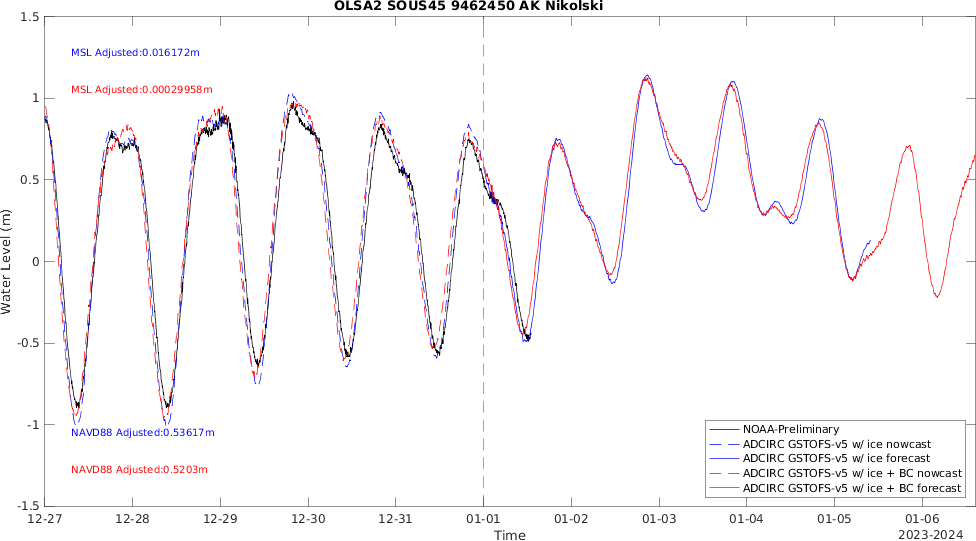 OLSA2 SOUS45 9462450 AK Nikolski
1.5
1
0.5
0
-0.5
-1
-1.5
Water Level (m)
MSL Adjusted:0.016172m
MSL Adjusted:0.00029958m
NAVD88 Adjusted:0.53617m
NAVD88 Adjusted:0.5203m
NOAA-Preliminary
ADCIRC GSTOFS-v5 w/ ice nowcast
ADCIRC GSTOFS-v5 w/ ice forecast
ADCIRC GSTOFS-v5 w/ ice + BC nowcast
ADCIRC GSTOFS-v5 w/ ice + BC forecast
12-27 12-28 12-29 12-30 12-31 01-01 01-02 01-03 01-04 01-05 01-06
Time
2023-2024